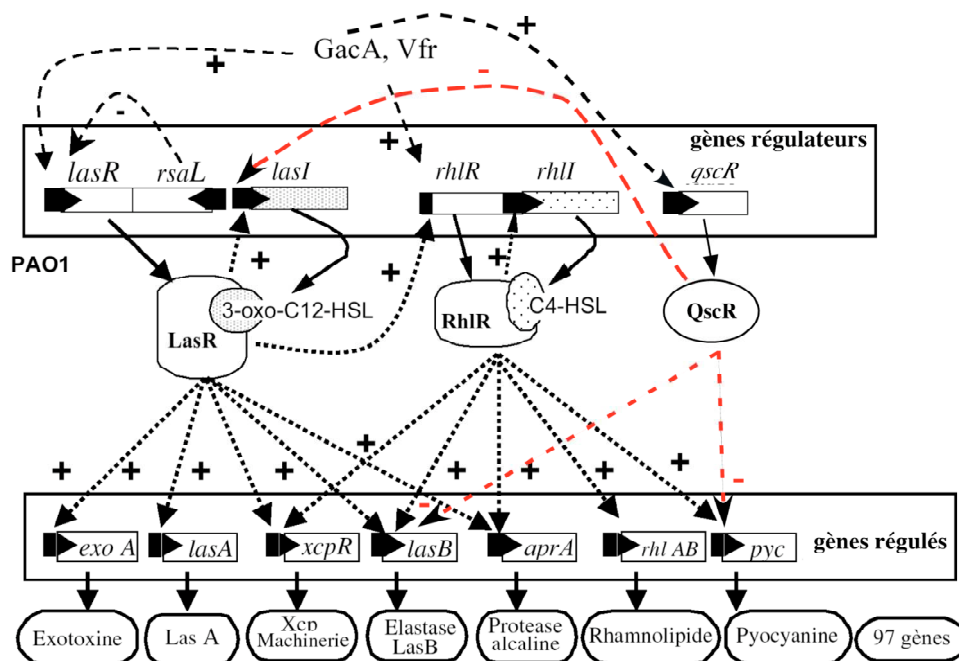 +
GacA, Vfr
+
-
-
+
gènes régulateurs
lasR rsaL lasI rhlR rhlI qscR
PAO1
+ + +
3-oxo-C12-HSL
C4-HSL
LasR
RhlR
QscR
+
+ + + + + + + +
- -
exo A lasA xcpR lasB aprA rhl AB pyc
gènes régulés
Exotoxine
Las A
Xcp
Machinerie
Elastase
LasB
Protease
alcaline
Rhamnolipide
Pyocyanine
97 gènes